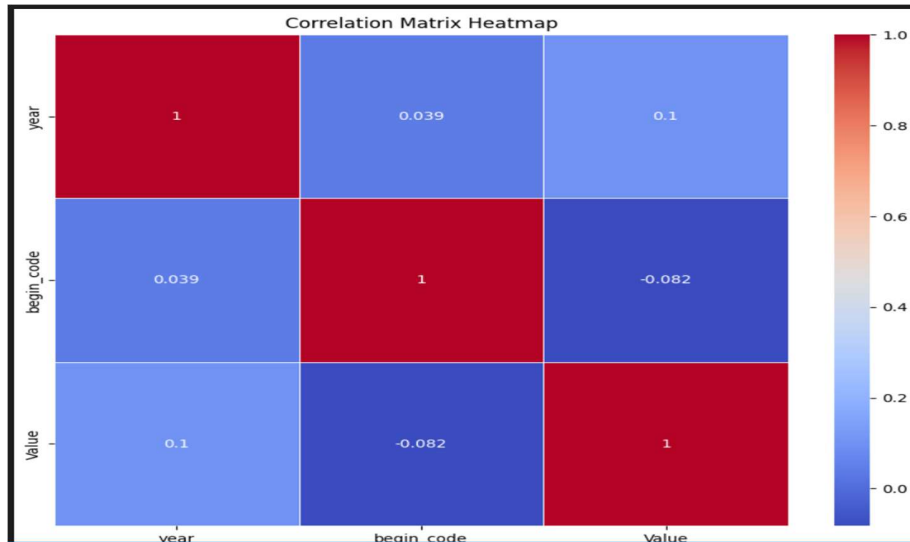 Correlation Matrix Heatmap
1.0
year
1
0.039
0.1
0.8
0.6
begin_code
0.039
1
-0.082
0.4
0.2
Value
0.1
-0.082
1
0.0
year
begin_code
Value